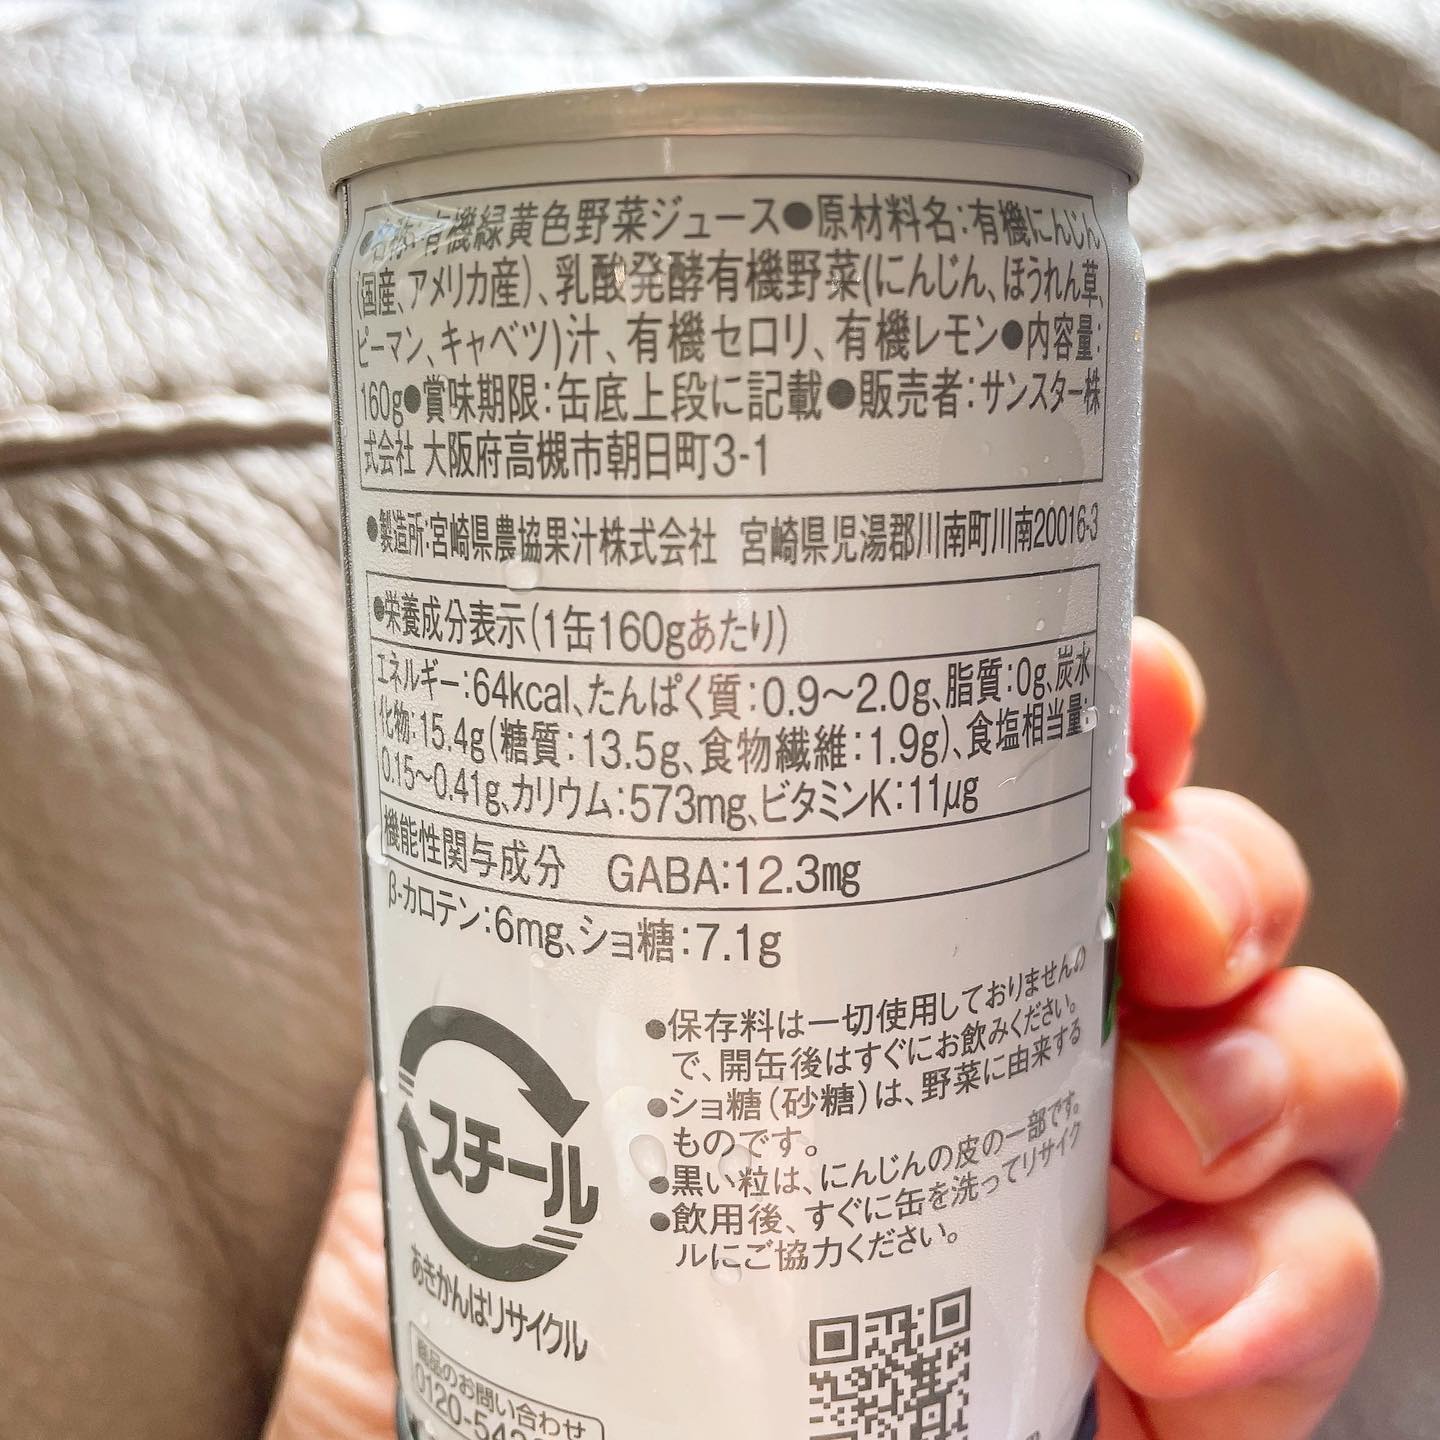 ●名称:有機緑黄色野菜ジュース●原材料名:有機にんじん
(国産、アメリカ産)、乳酸発酵有機野菜(にんじん、ほうれん草、
ピーマン、キャベツ)汁、有機セロリ、有機レモン●内容量:
160g●賞味期限:缶底上段に記載●販売者:サンスター株
式会社 大阪府高槻市朝日町3-1
●製造所:宮崎県農協果汁株式会社 宮崎県児湯郡川南町川南20016-3
●栄養成分表示(1缶160gあたり)
エネルギー:64kcal、たんぱく質:0.9〜2.0g、脂質:0g、炭水
化物:15.4g(糖質:13.5g、食物繊維:1.9g)、食塩相当量:
0.15〜0.41g、カリウム:573mg、ビタミンK:11μg
機能性関与成分 GABA:12.3mg
β-カロテン:6mg、ショ糖:7.1g
●保存料は一切使用しておりませんの
で、開缶後はすぐにお飲みください。
●ショ糖(砂糖)は、野菜に由来する
ものです。
●黒い粒は、にんじんの皮の一部です。
●飲用後、すぐに缶を洗ってリサイク
ルにご協力ください。
スチール
あきかんはリサイクル
商品のお問い合わせ
0120-542